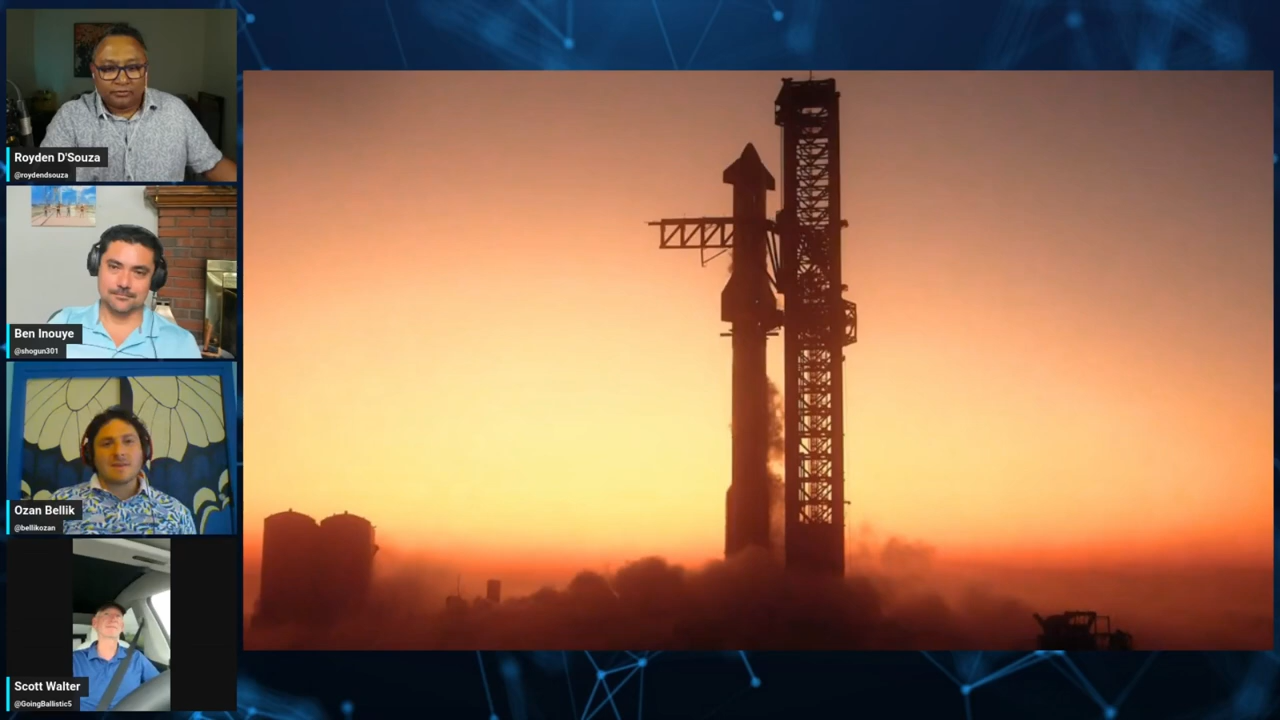 Royden D'Souza
@roydendsouza
Ben Inouye
@shogun301
Ozan Bellik
@bellikozan
Scott Walter
@GoingBallistic5